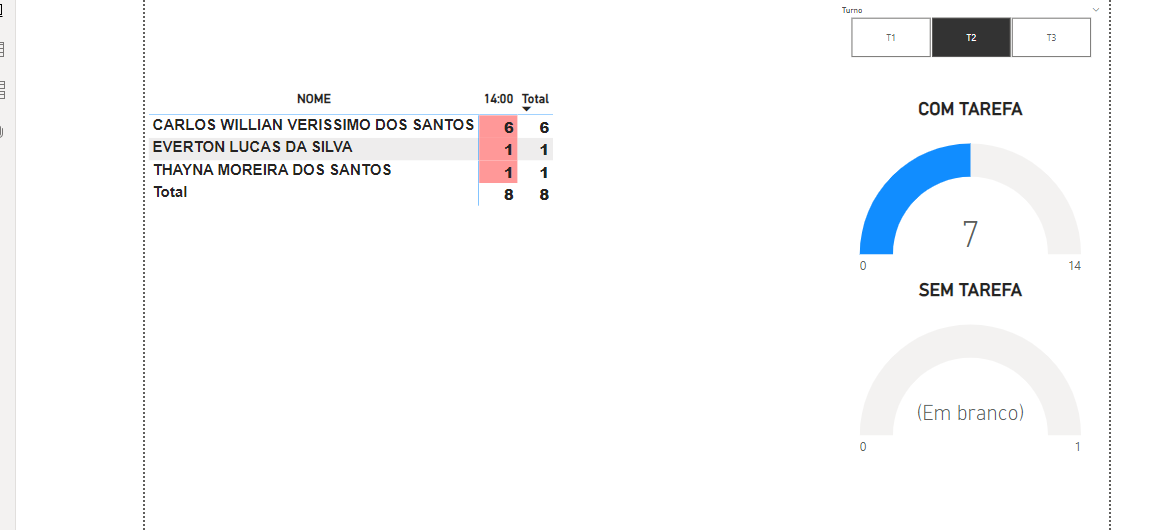 Turno
T1 T2 T3
NOME 14:00 Total
CARLOS WILLIAN VERISSIMO DOS SANTOS 6 6
EVERTON LUCAS DA SILVA 1 1
THAYNA MOREIRA DOS SANTOS 1 1
Total 8 8
COM TAREFA
7
0 14
SEM TAREFA
(Em branco)
0 1